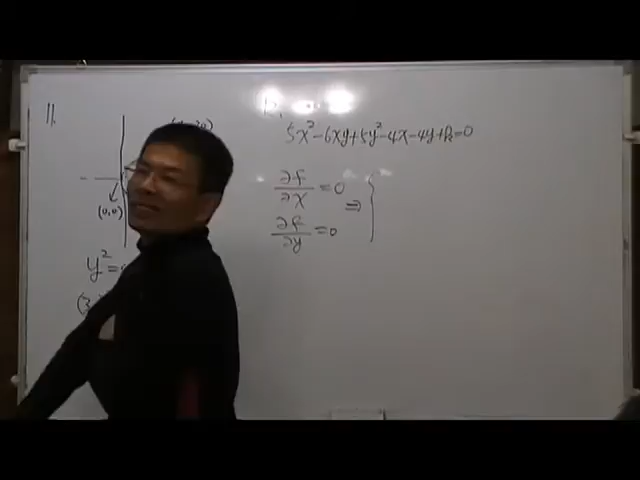 11.
(0,0)
y² =
5x² - 6xy + 5y² - 4x - 4y + k = 0
∂f/∂x = 0
⇒ {
∂f/∂y = 0